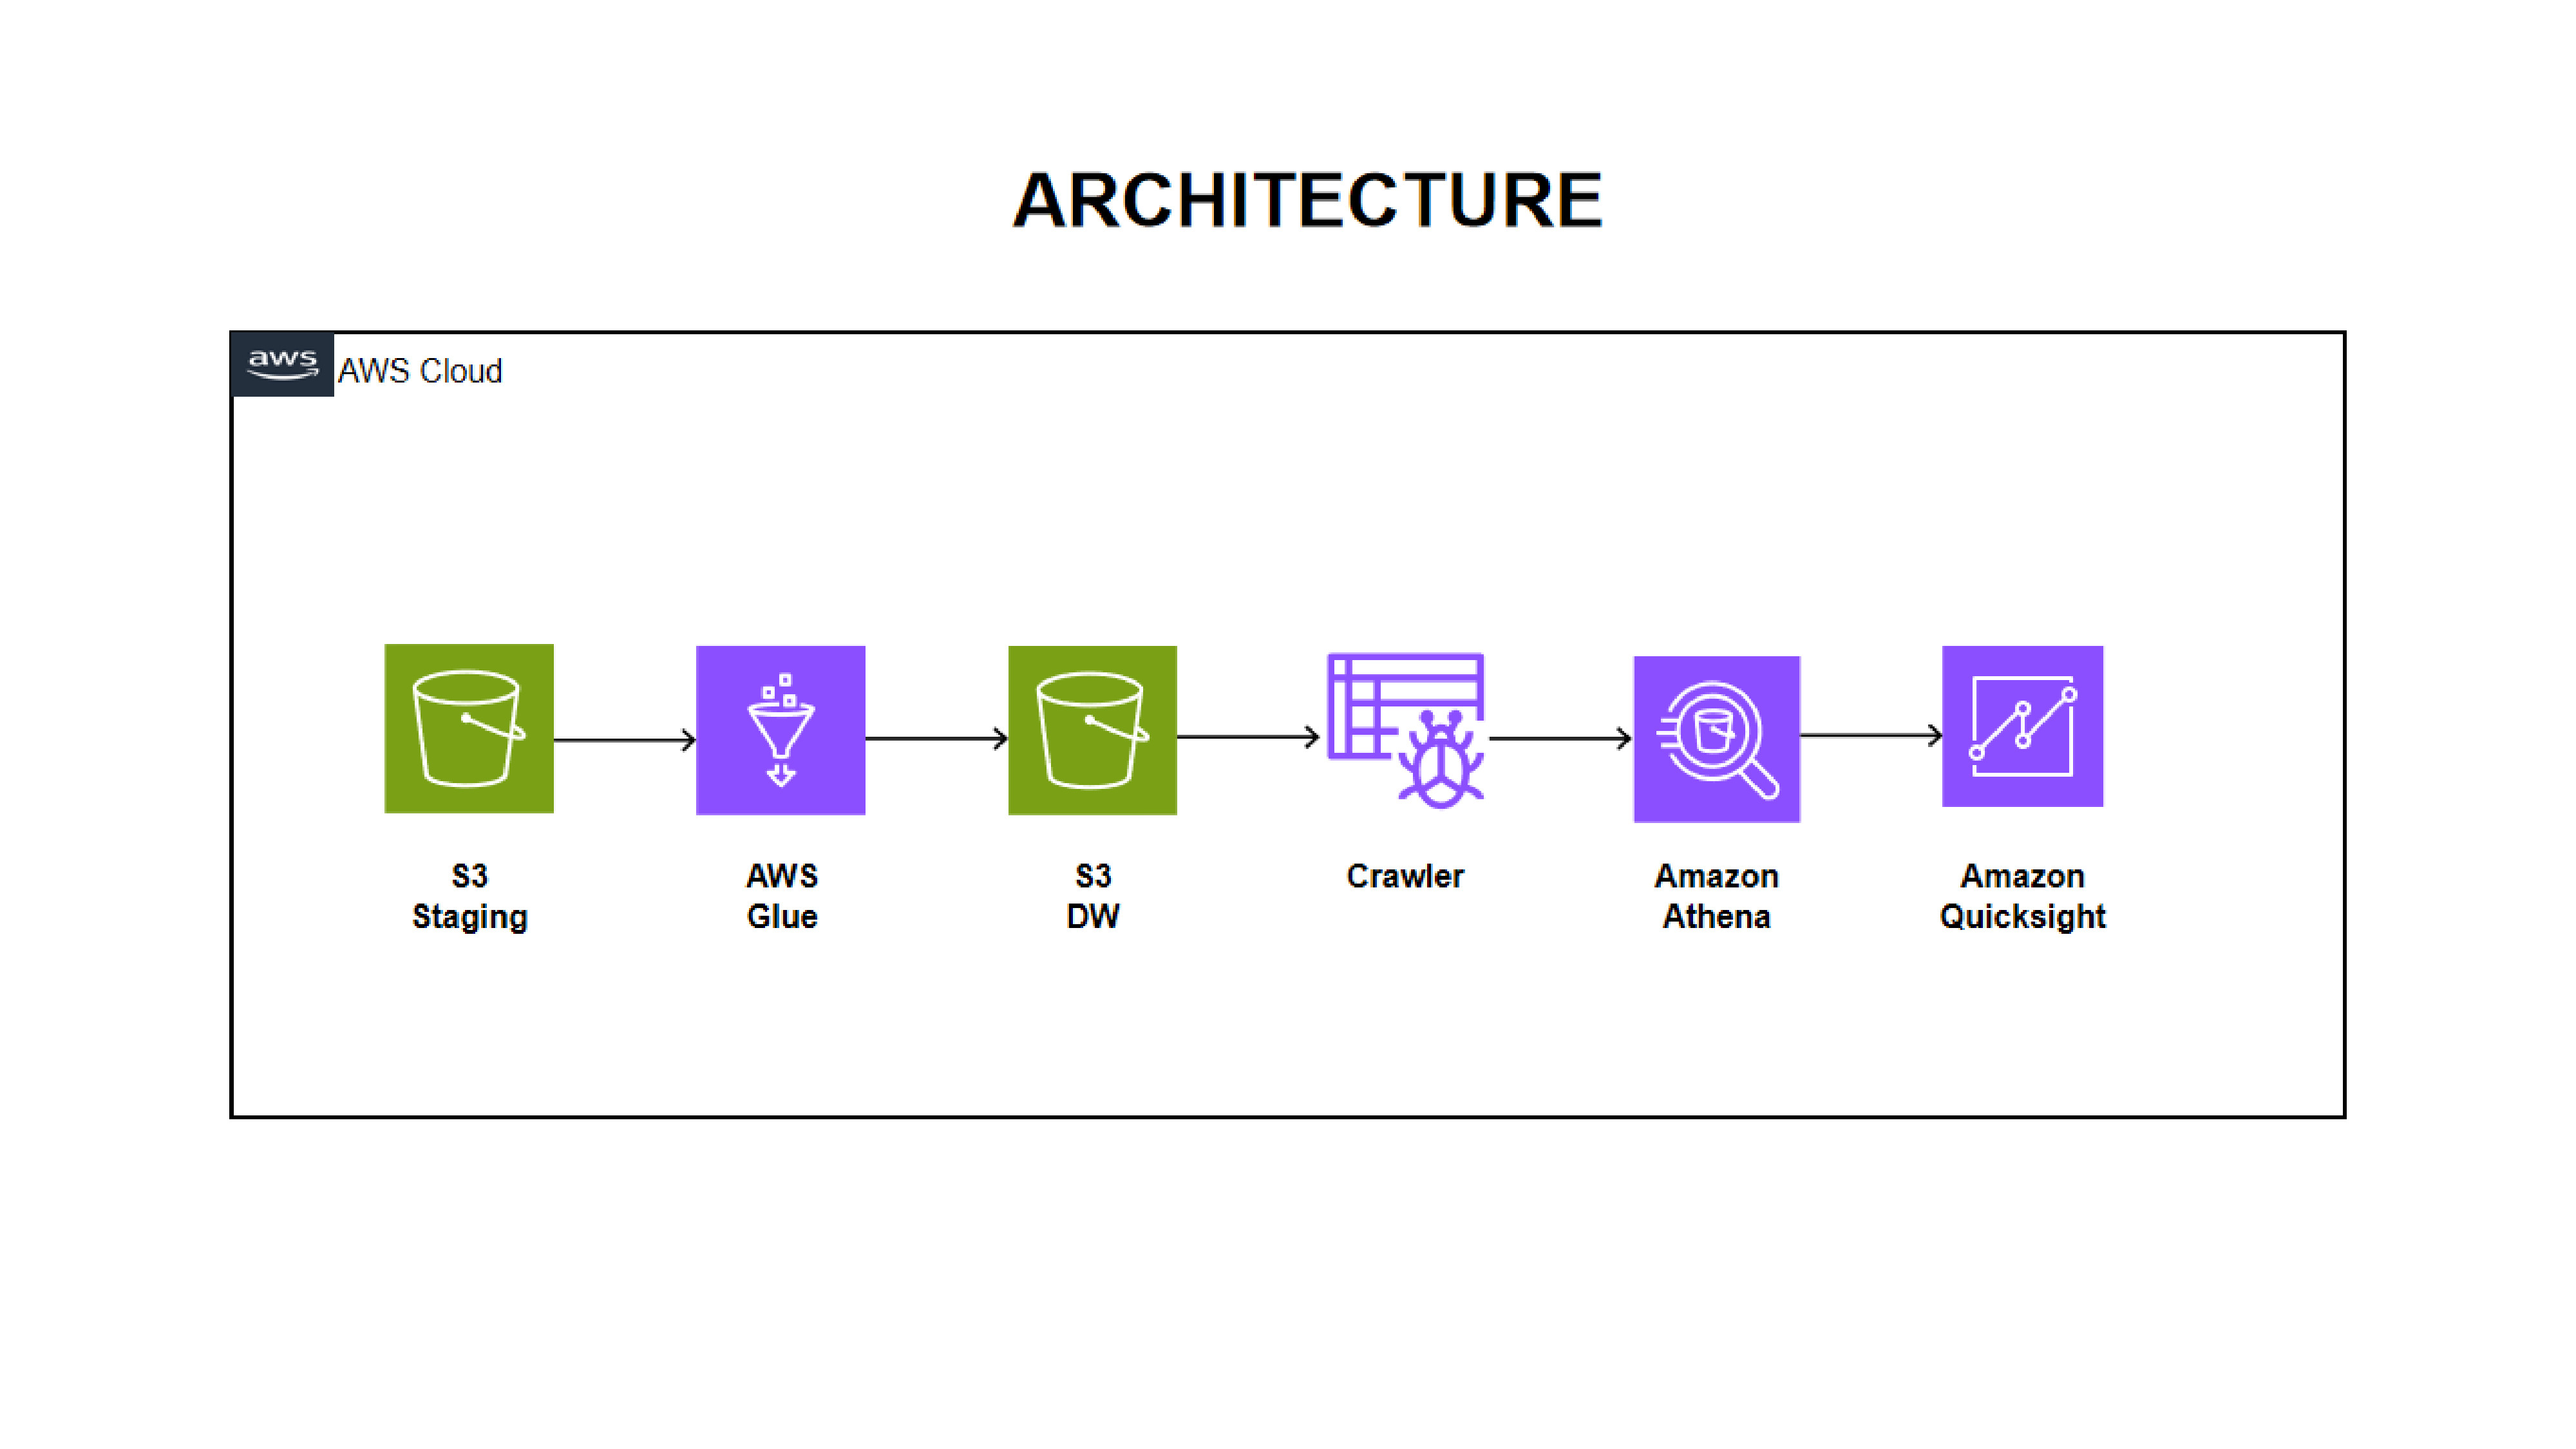 ARCHITECTURE
aws
AWS Cloud
S3
Staging
AWS
Glue
S3
DW
Crawler
Amazon
Athena
Amazon
Quicksight